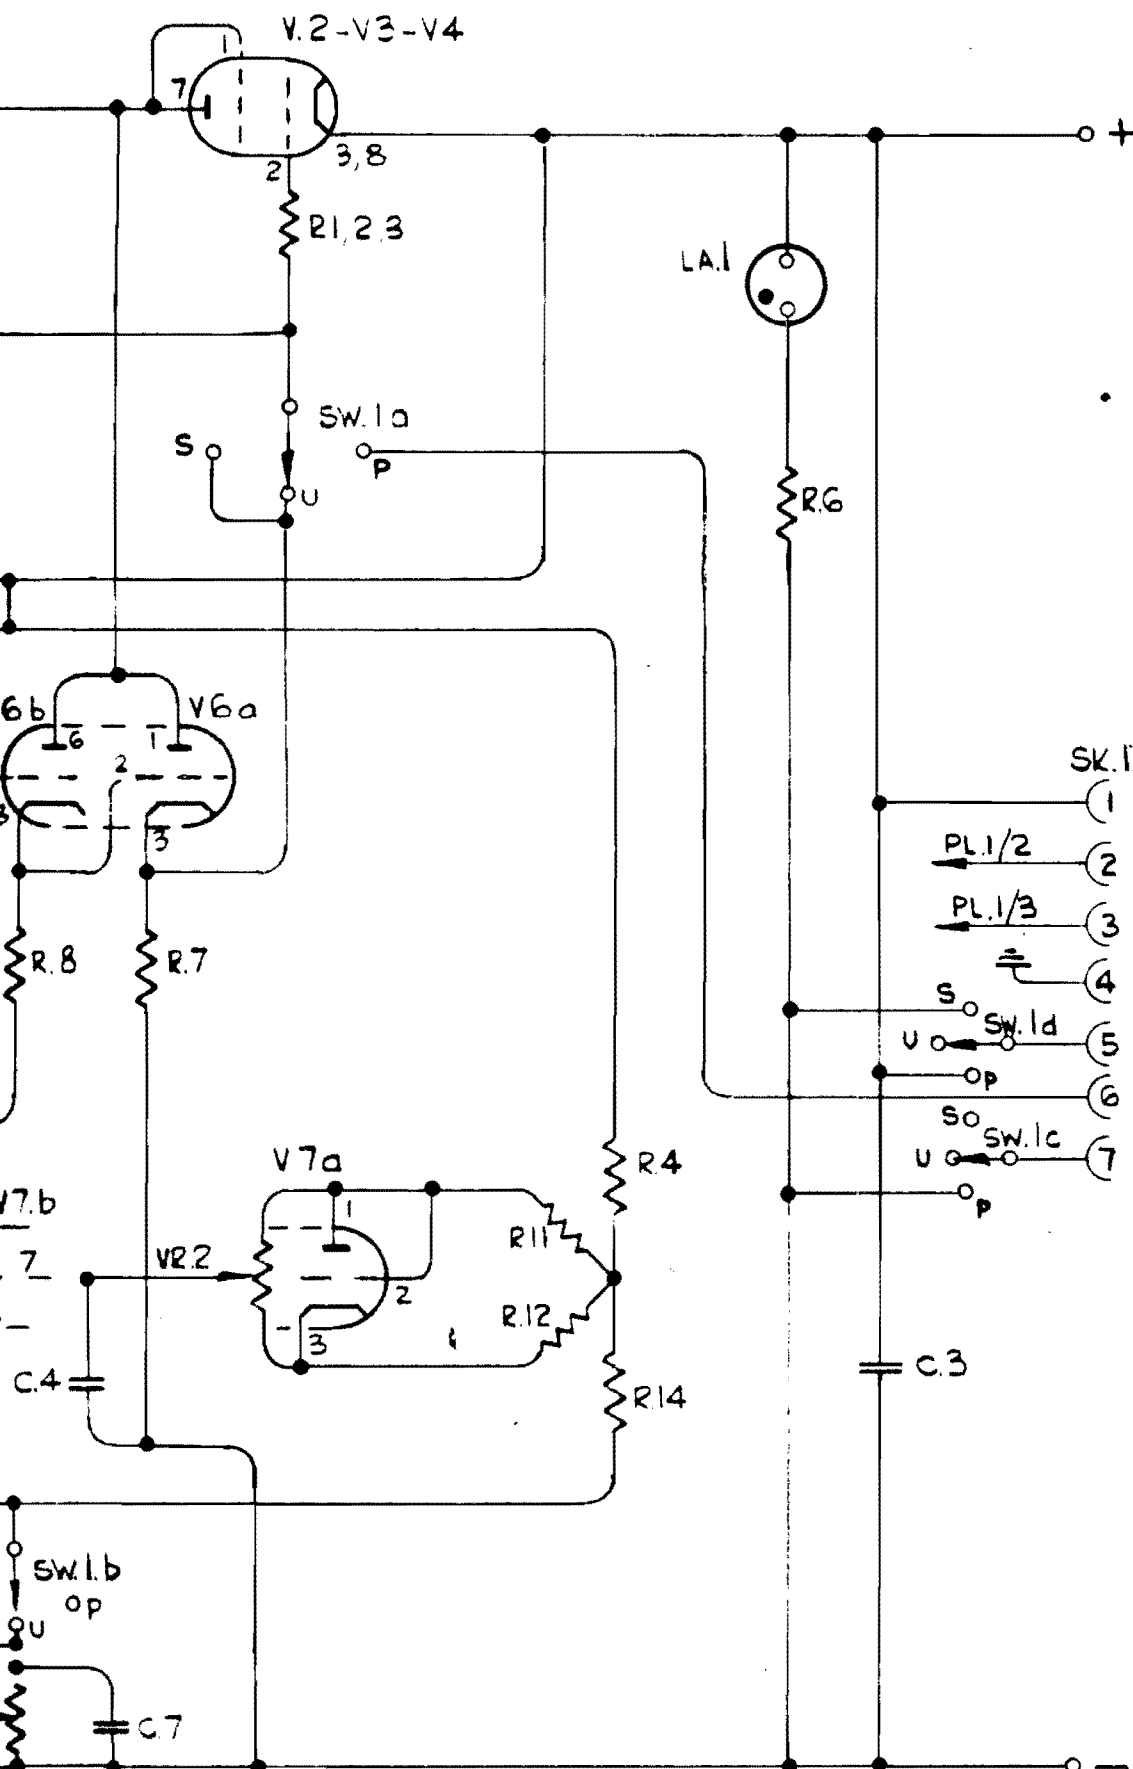 V.2-V3-V4
1
7
+
3,8
2
R1,2.3
LA.1
SW.1a
S
P
U
R.6
6b
V6a
6
1
2
3
3
SK.1
1
PL.1/2
2
PL.1/3
3
R.8
R.7
4
S
SW.1d
U
5
P
6
S
SW.1c
U
7
P
V7a
R.4
1
V7.b
R11
7
VR.2
2
R.12
3
C.4
C.3
R.14
SW.1.b
OP
U
C.7
−